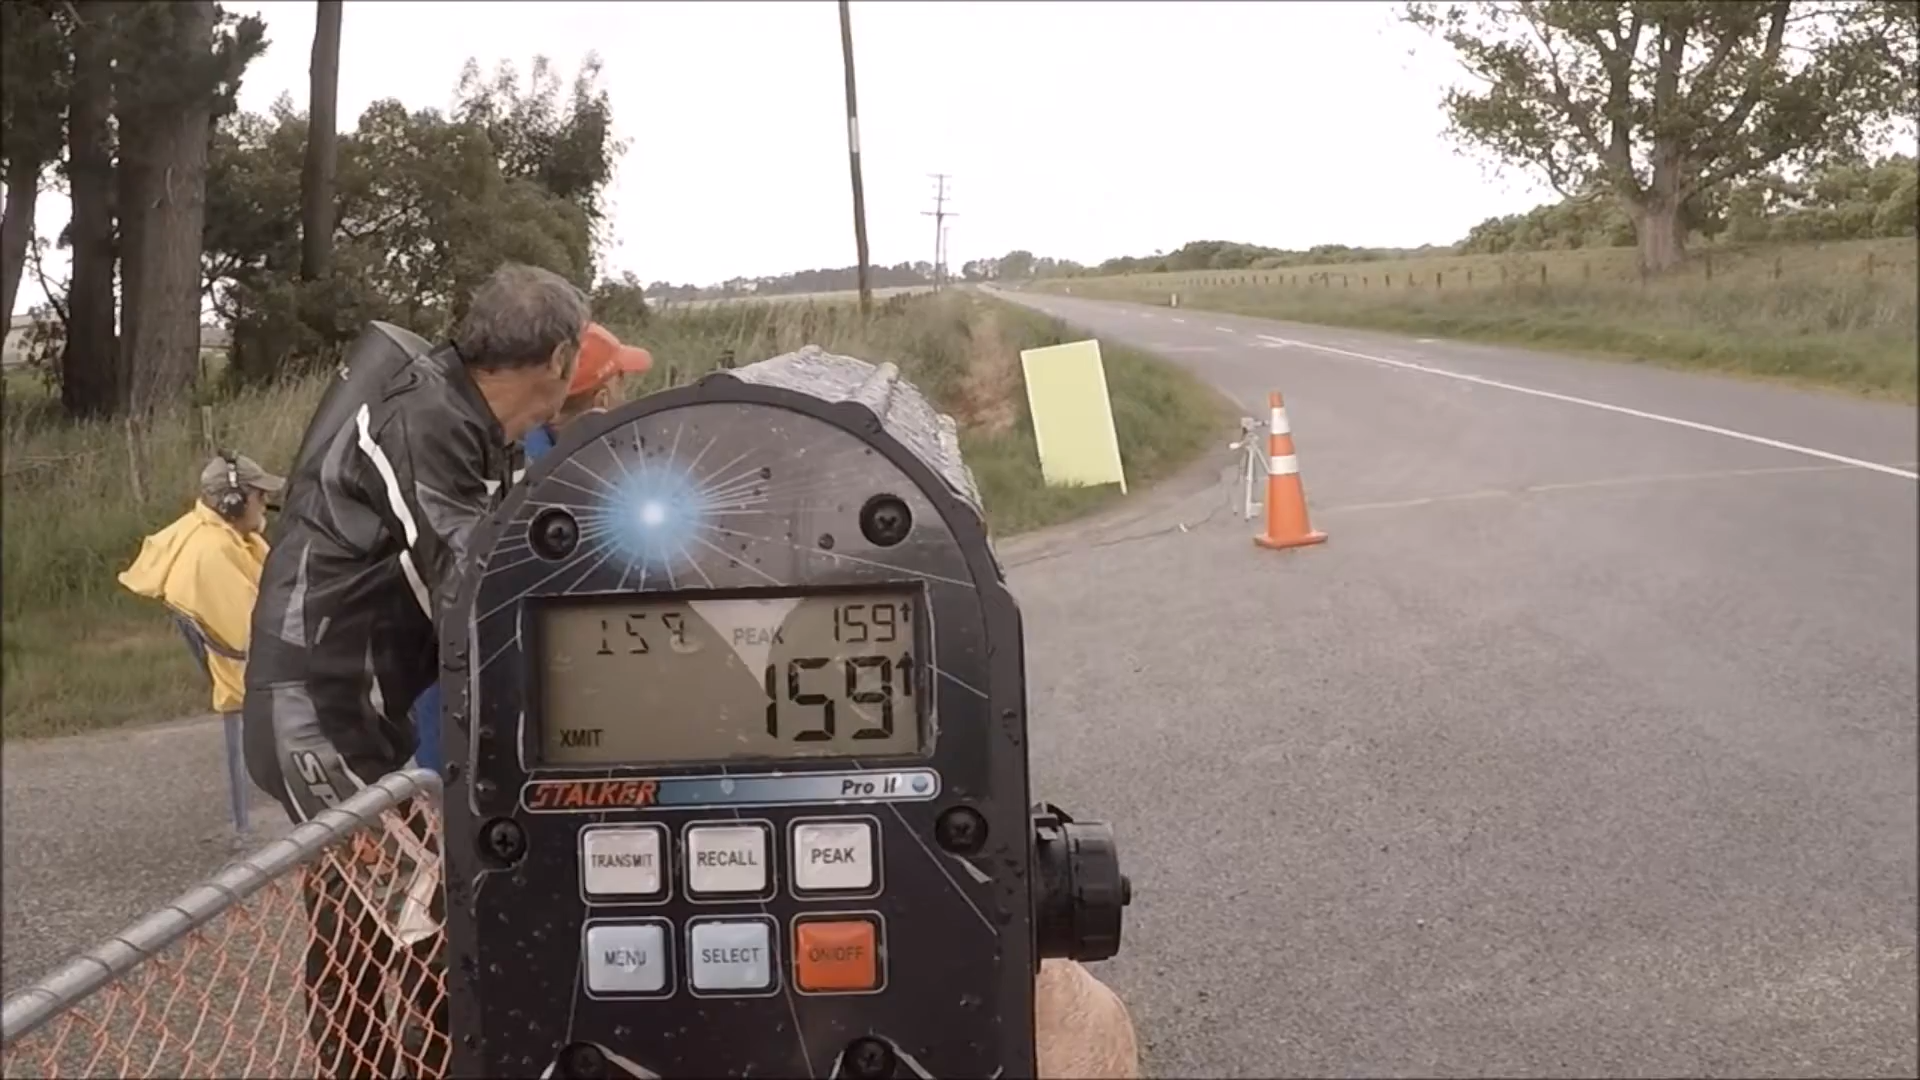 159 PEAK 159↑
159↑
XMIT
STALKER Pro II
TRANSMIT RECALL PEAK
MENU SELECT ON/OFF